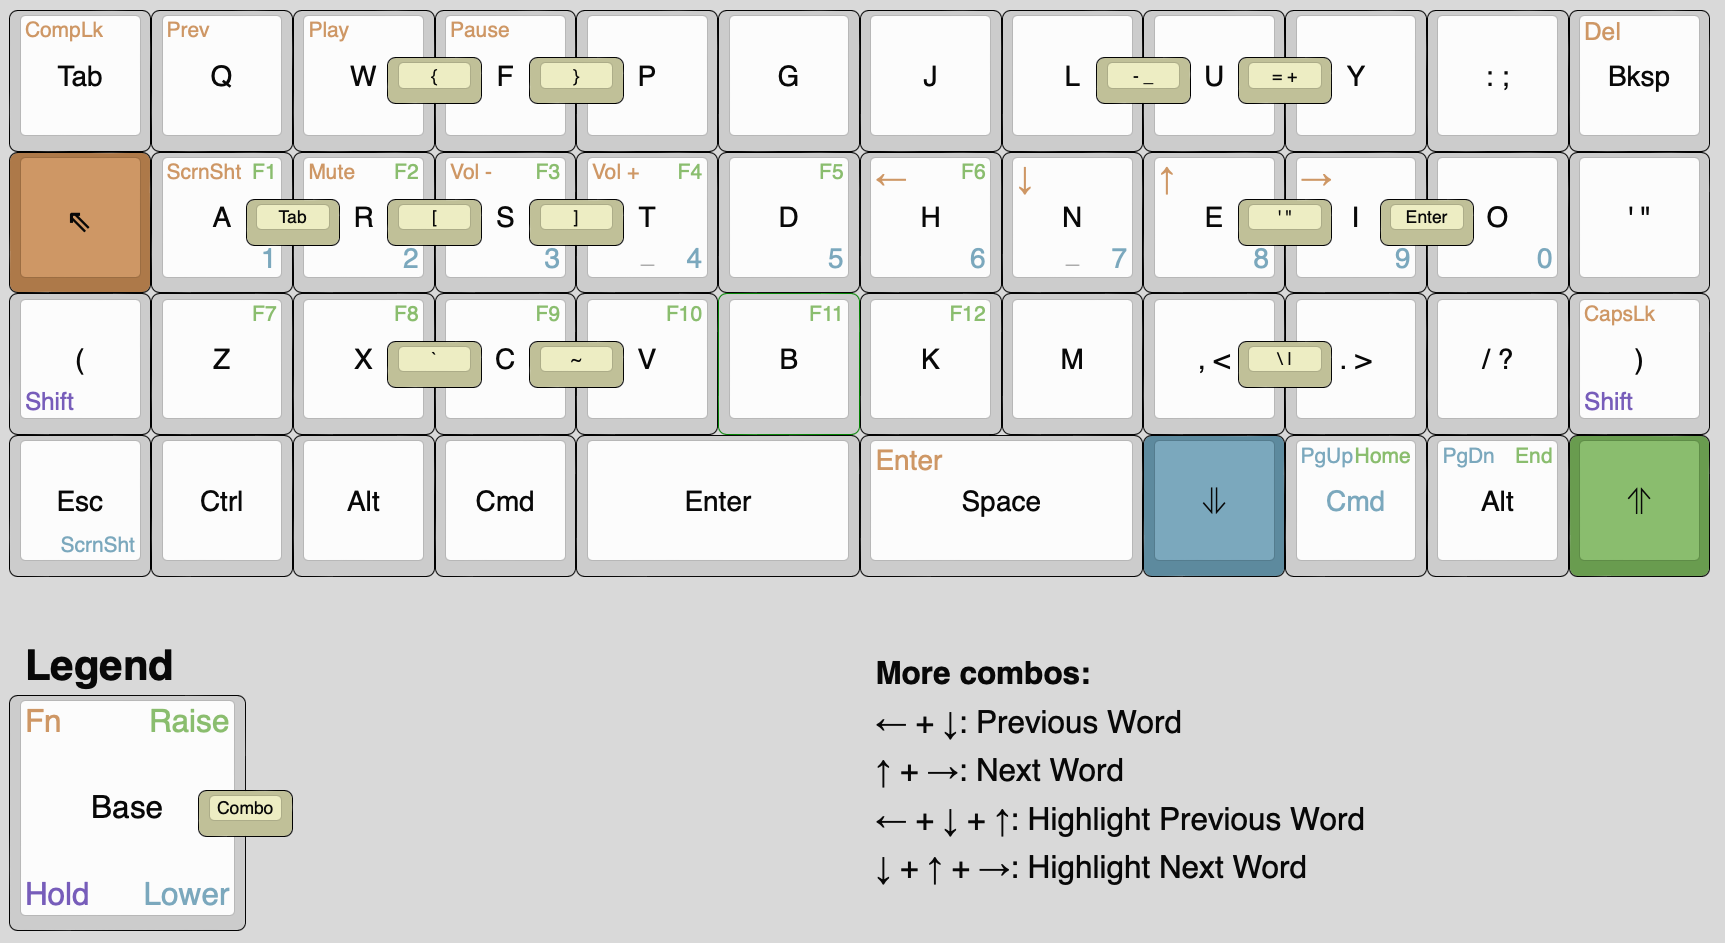 CompLk Prev Play Pause Del
Tab Q W { F } P G J L - _ U = + Y : ; Bksp
ScrnSht F1 Mute F2 Vol - F3 Vol + F4 F5 ← F6 ↓ ↑ →
⇖ A Tab R [ S ] T D H N E ' " I Enter O ' "
1 2 3 _ 4 5 6 _ 7 8 9 0
F7 F8 F9 F10 F11 F12 CapsLk
( Z X ` C ~ V B K M , < \ | . > / ? )
Shift Shift
Enter PgUp Home PgDn End
Esc Ctrl Alt Cmd Enter Space ⥥ Cmd Alt ⥣
ScrnSht
Legend
Fn Raise
Base Combo
Hold Lower
More combos:
← + ↓: Previous Word
↑ + →: Next Word
← + ↓ + ↑: Highlight Previous Word
↓ + ↑ + →: Highlight Next Word